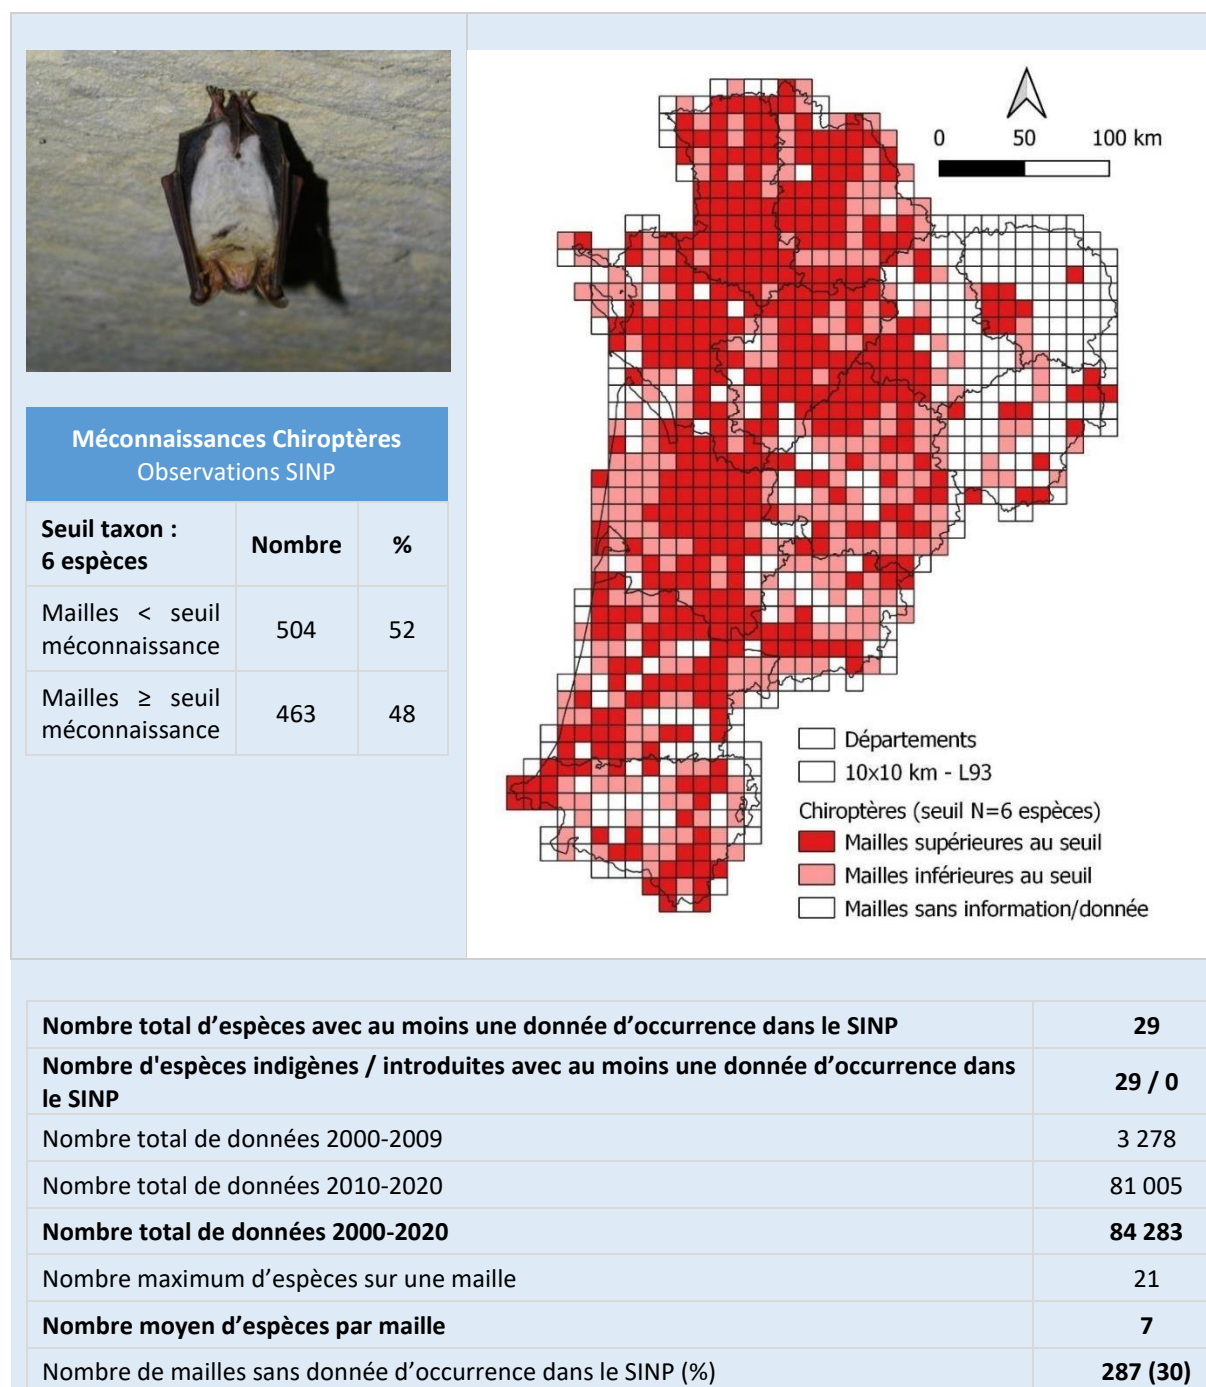 Méconnaissances Chiroptères
Observations SINP
Seuil taxon :
6 espèces
Nombre
%
Mailles < seuil
méconnaissance
504
52
Mailles ≥ seuil
méconnaissance
463
48
0 50 100 km
Départements
10x10 km - L93
Chiroptères (seuil N=6 espèces)
Mailles supérieures au seuil
Mailles inférieures au seuil
Mailles sans information/donnée
Nombre total d’espèces avec au moins une donnée d’occurrence dans le SINP 29
Nombre d'espèces indigènes / introduites avec au moins une donnée d’occurrence dans
le SINP
29 / 0
Nombre total de données 2000-2009 3 278
Nombre total de données 2010-2020 81 005
Nombre total de données 2000-2020 84 283
Nombre maximum d’espèces sur une maille 21
Nombre moyen d’espèces par maille 7
Nombre de mailles sans donnée d’occurrence dans le SINP (%) 287 (30)